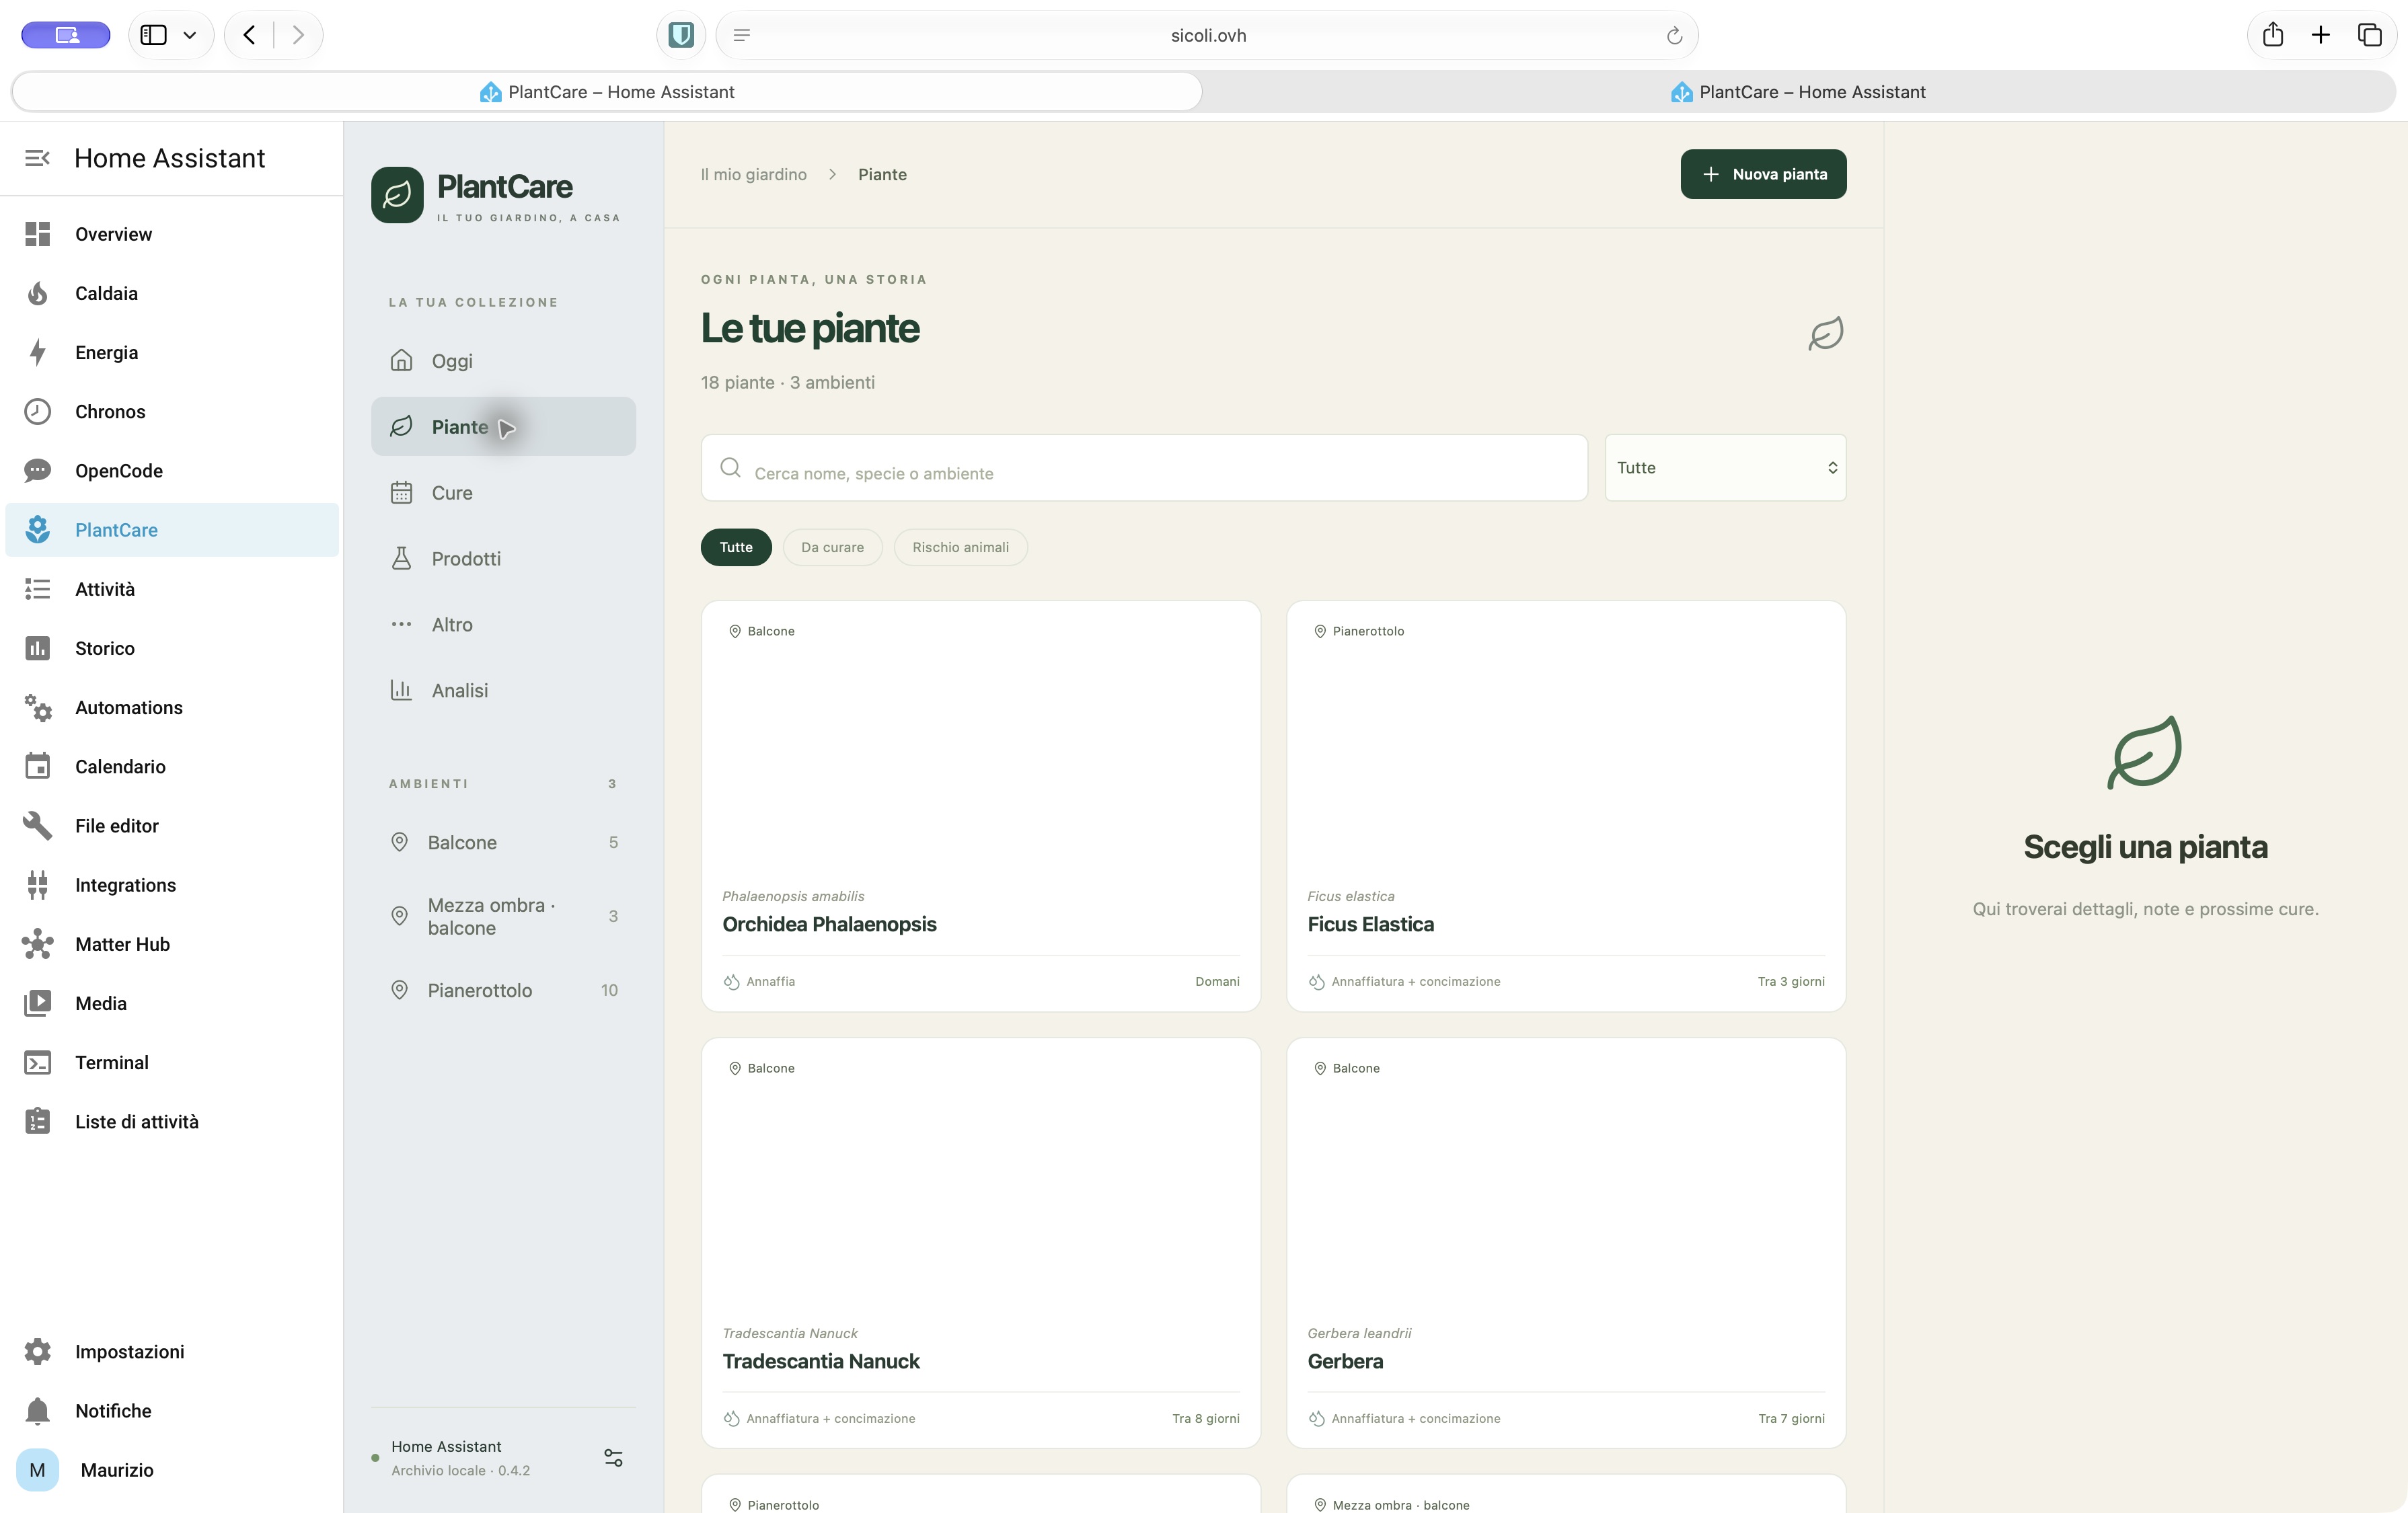 sicoli.ovh
PlantCare – Home Assistant
PlantCare – Home Assistant
Home Assistant
Overview
Caldaia
Energia
Chronos
OpenCode
PlantCare
Attività
Storico
Automations
Calendario
File editor
Integrations
Matter Hub
Media
Terminal
Liste di attività
Impostazioni
Notifiche
M Maurizio
PlantCare
IL TUO GIARDINO, A CASA
LA TUA COLLEZIONE
Oggi
Piante
Cure
Prodotti
Altro
Analisi
AMBIENTI 3
Balcone 5
Mezza ombra ·
balcone 3
Pianerottolo 10
Home Assistant
Archivio locale · 0.4.2
Il mio giardino > Piante
+ Nuova pianta
OGNI PIANTA, UNA STORIA
Le tue piante
18 piante · 3 ambienti
Cerca nome, specie o ambiente
Tutte
Tutte Da curare Rischio animali
Balcone
Phalaenopsis amabilis
Orchidea Phalaenopsis
Annaffia Domani
Pianerottolo
Ficus elastica
Ficus Elastica
Annaffiatura + concimazione Tra 3 giorni
Balcone
Tradescantia Nanuck
Tradescantia Nanuck
Annaffiatura + concimazione Tra 8 giorni
Balcone
Gerbera leandrii
Gerbera
Annaffiatura + concimazione Tra 7 giorni
Pianerottolo
Mezza ombra · balcone
Scegli una pianta
Qui troverai dettagli, note e prossime cure.